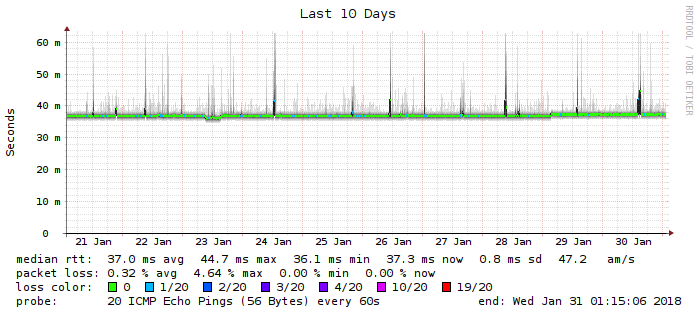 Last 10 Days
RRDTOOL / TOBI OETIKER
Seconds
60 m
50 m
40 m
30 m
20 m
10 m
0
21 Jan 22 Jan 23 Jan 24 Jan 25 Jan 26 Jan 27 Jan 28 Jan 29 Jan 30 Jan
median rtt: 37.0 ms avg 44.7 ms max 36.1 ms min 37.3 ms now 0.8 ms sd 47.2 am/s
packet loss: 0.32 % avg 4.64 % max 0.00 % min 0.00 % now
loss color: 0 1/20 2/20 3/20 4/20 10/20 19/20
probe: 20 ICMP Echo Pings (56 Bytes) every 60s end: Wed Jan 31 01:15:06 2018